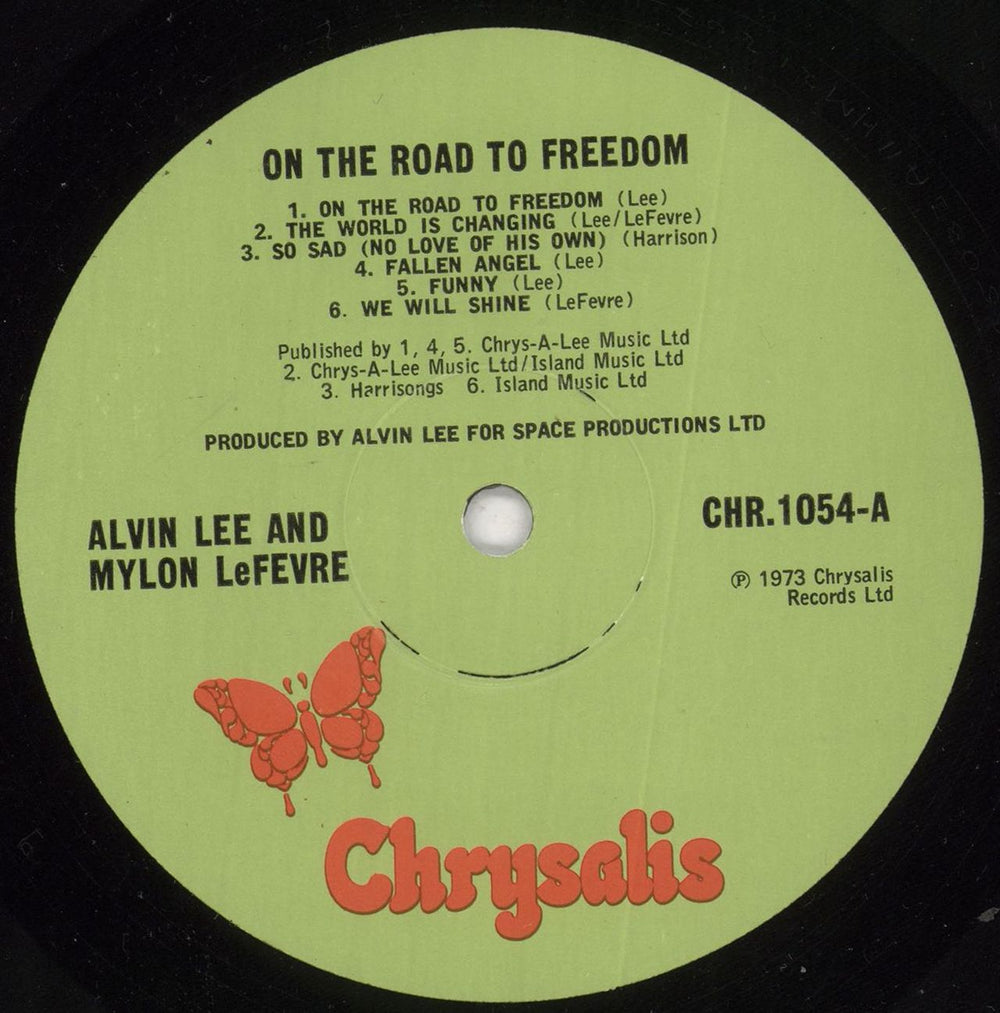 ON THE ROAD TO FREEDOM
1. ON THE ROAD TO FREEDOM (Lee)
2. THE WORLD IS CHANGING (Lee/LeFevre)
3. SO SAD (NO LOVE OF HIS OWN) (Harrison)
4. FALLEN ANGEL (Lee)
5. FUNNY (Lee)
6. WE WILL SHINE (LeFevre)
Published by 1, 4, 5. Chrys-A-Lee Music Ltd
2. Chrys-A-Lee Music Ltd/Island Music Ltd
3. Harrisongs 6. Island Music Ltd
PRODUCED BY ALVIN LEE FOR SPACE PRODUCTIONS LTD
ALVIN LEE AND
MYLON LeFEVRE
CHR.1054-A
℗ 1973 Chrysalis
Records Ltd
Chrysalis